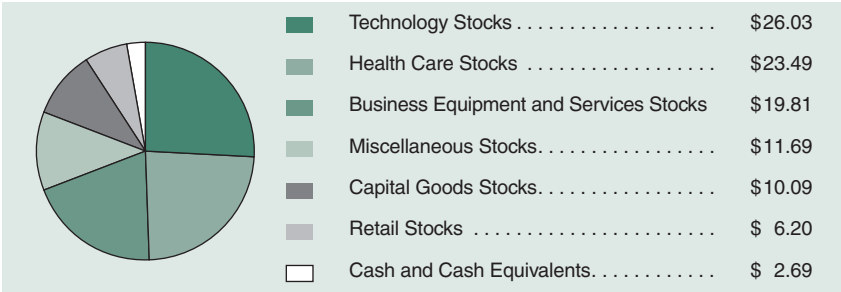 Technology Stocks . . . . . . . . . . . . . . . . . . . $26.03
Health Care Stocks . . . . . . . . . . . . . . . . . . $23.49
Business Equipment and Services Stocks $19.81
Miscellaneous Stocks. . . . . . . . . . . . . . . . . $11.69
Capital Goods Stocks. . . . . . . . . . . . . . . . . $10.09
Retail Stocks . . . . . . . . . . . . . . . . . . . . . . . $ 6.20
Cash and Cash Equivalents. . . . . . . . . . . . $ 2.69